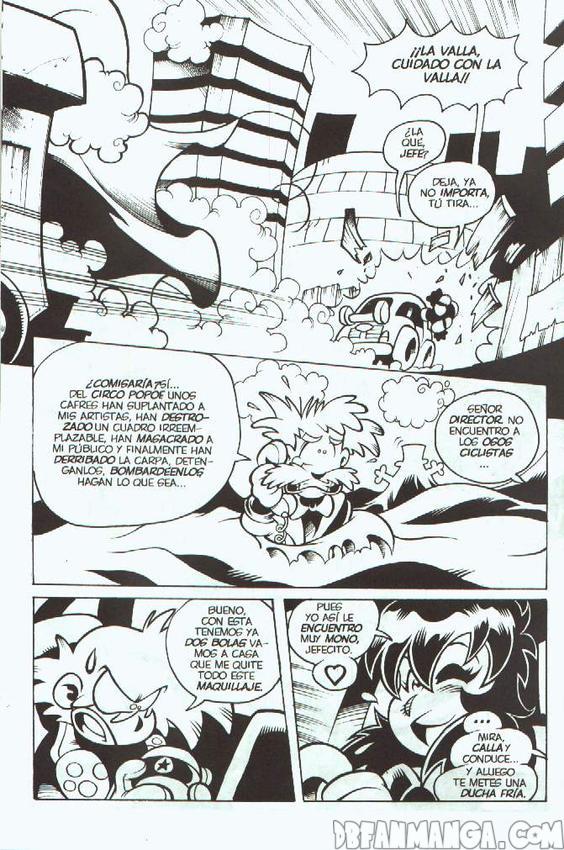 ¡¡LA VALLA,
CUIDADO CON LA
VALLA!!
¿LA
QUÉ,
JEFE?
DEJA, YA
NO IMPORTA,
TÚ TIRA...
¿COMISARÍA? SÍ...
DEL CIRCO POPOF UNOS
CAFRES HAN SUPLANTADO A
MIS ARTISTAS, HAN DESTRO-
ZADO UN CUADRO IRREEM-
PLAZABLE, HAN MASACRADO A
MI PÚBLICO Y FINALMENTE HAN
DERRIBADO LA CARPA, DETEN-
GANLOS, BOMBARDÉENLOS
HAGAN LO QUE SEA...
SEÑOR
DIRECTOR. NO
ENCUENTRO A
LOS OSOS
CICLISTAS
...
BUENO,
CON ESTA
TENEMOS YA
DOS BOLAS VA-
MOS A CASA
QUE ME QUITE
TODO ESTE
MAQUILLAJE.
PUES
YO ASÍ LE
ENCUENTRO
MUY MONO,
JEFECITO.
...
MIRA,
CALLA Y
CONDUCE...
Y ALUEGO
TE METES UNA
DUCHA FRÍA.
DBFANMANGA.COM